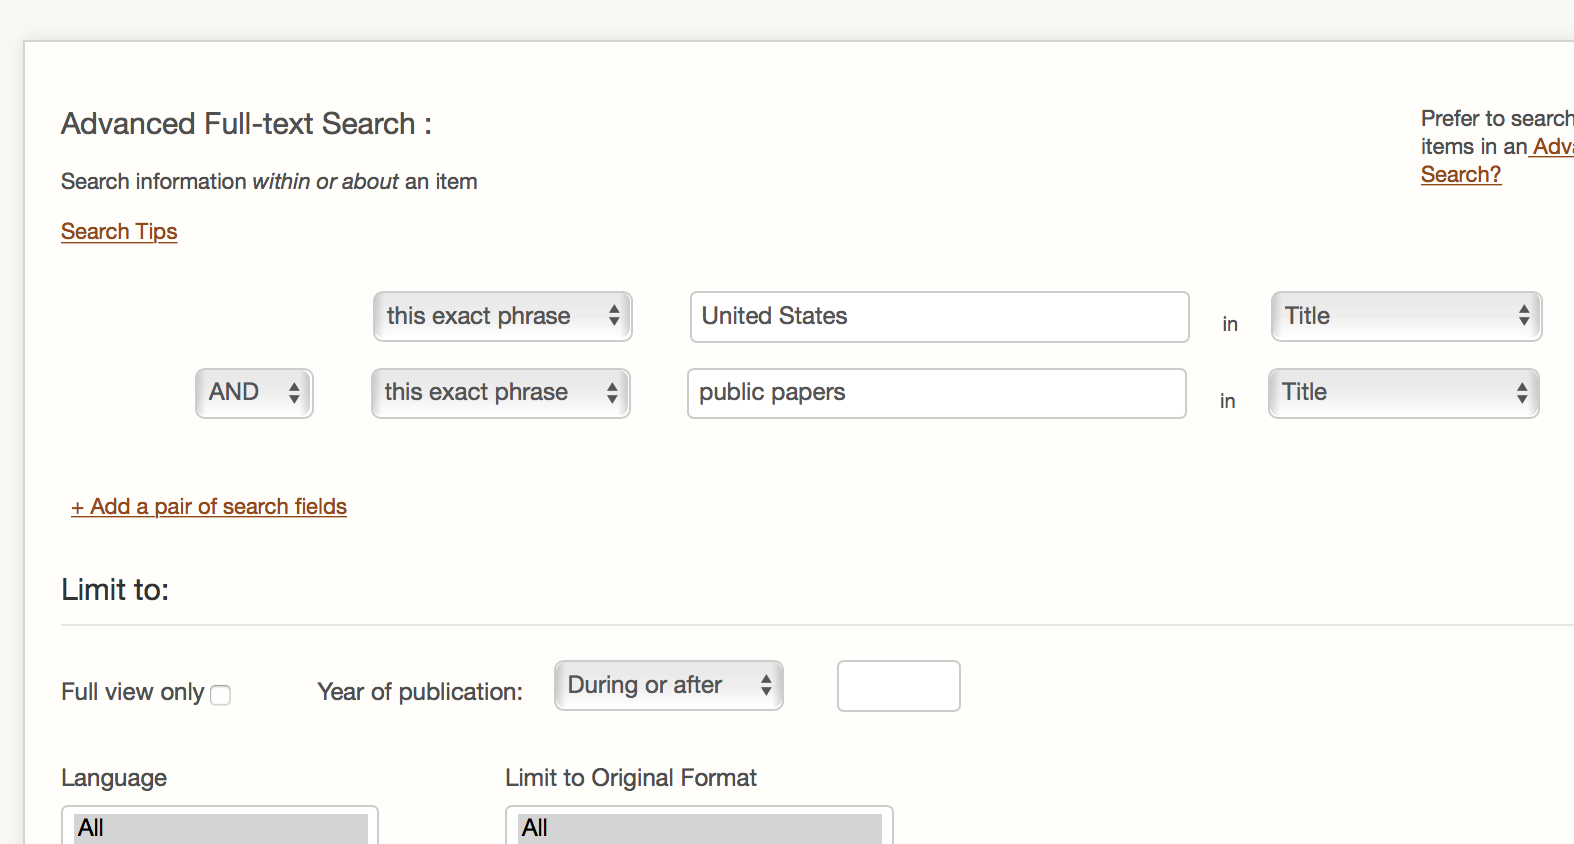 Advanced Full-text Search :
Prefer to search
items in an Adva
Search?
Search information within or about an item
Search Tips
this exact phrase United States in Title
AND this exact phrase public papers in Title
+ Add a pair of search fields
Limit to:
Full view only Year of publication: During or after
Language Limit to Original Format
All All